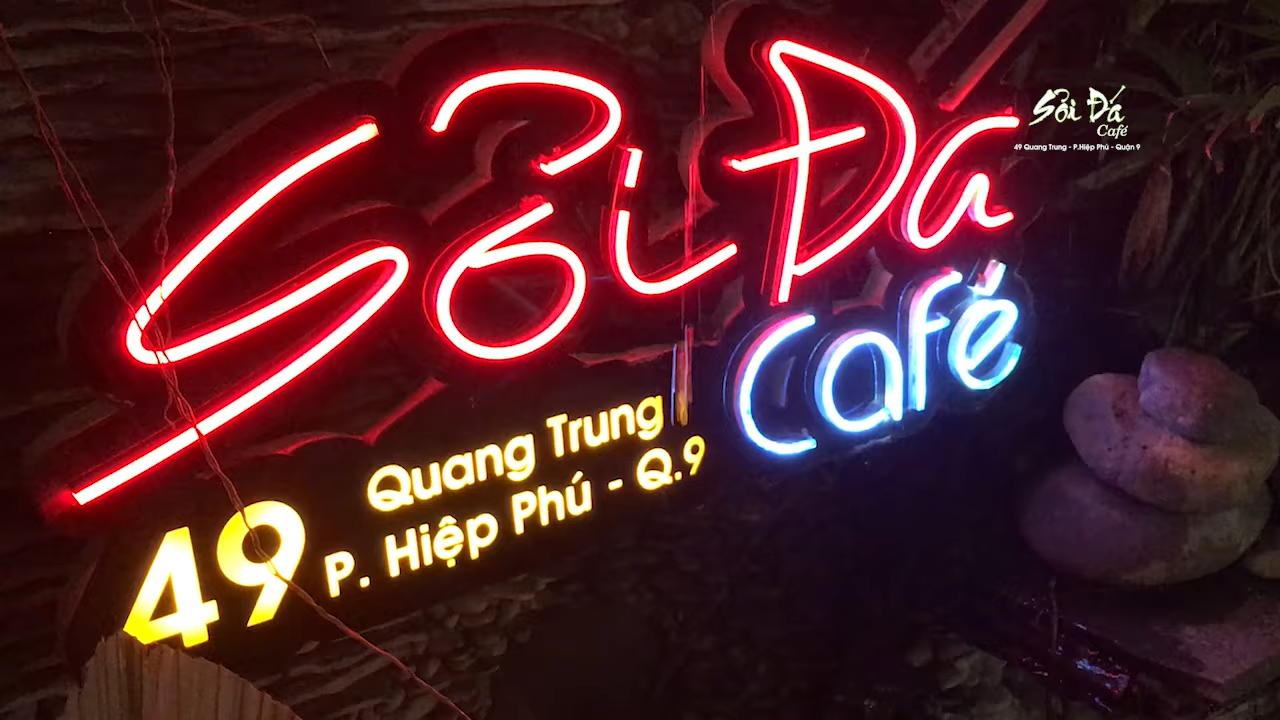 Sỏi Đá
Café
49 Quang Trung
P. Hiệp Phú - Q.9
Sỏi Đá
Café
49 Quang Trung - P.Hiệp Phú - Quận 9